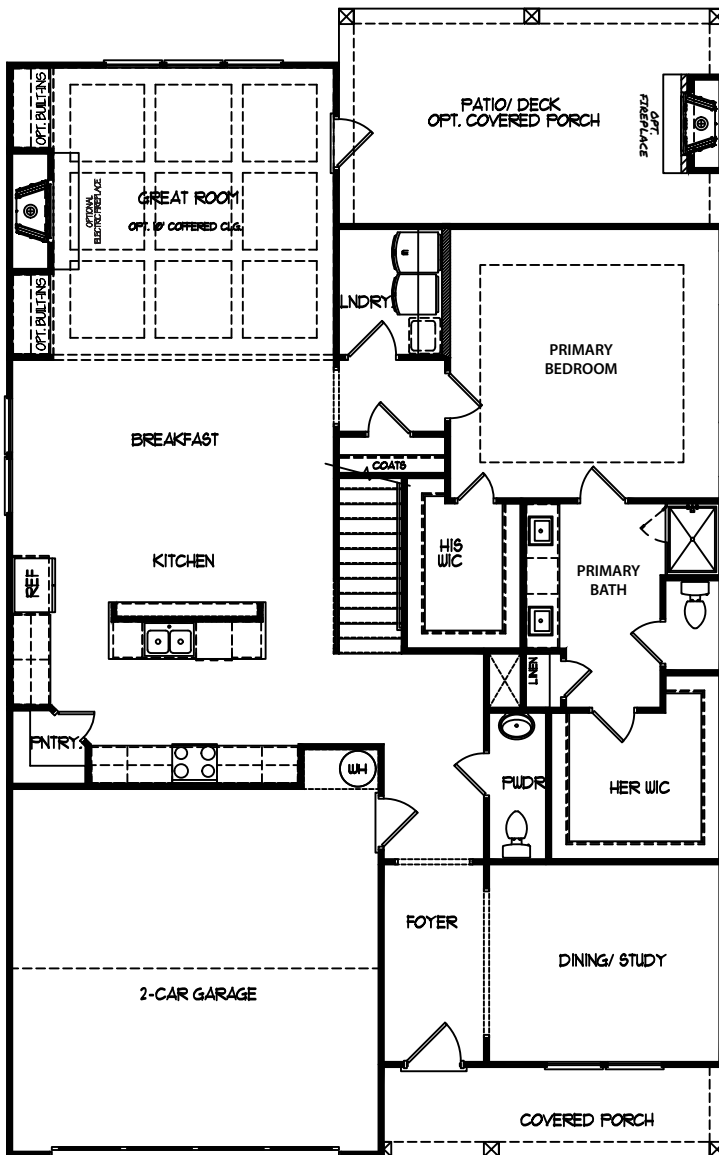 OPT. BUILT-INS
PATIO/ DECK
OPT. COVERED PORCH
OPT.
FIREPLACE
GREAT ROOM
OPT. 10' COFFERED CLG.
OPTIONAL
ELECTRIC FIREPLACE
OPT. BUILT-INS
LNDRY.
PRIMARY
BEDROOM
BREAKFAST
COATS
KITCHEN
HIS
WIC
PRIMARY
BATH
REF
LINEN
PNTRY.
WH
PWDR
HER WIC
FOYER
DINING/ STUDY
2-CAR GARAGE
COVERED PORCH